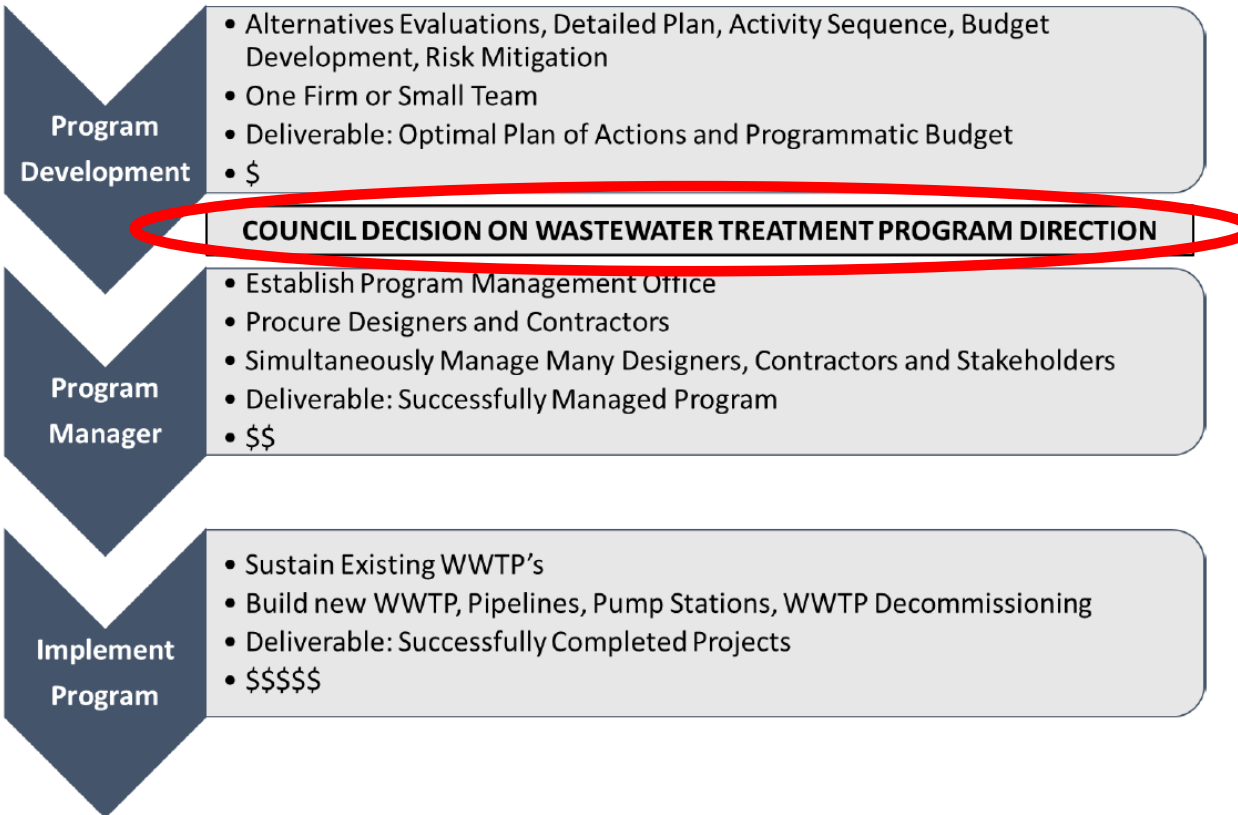 Program
Development
• Alternatives Evaluations, Detailed Plan, Activity Sequence, Budget
Development, Risk Mitigation
• One Firm or Small Team
• Deliverable: Optimal Plan of Actions and Programmatic Budget
• $
COUNCIL DECISION ON WASTEWATER TREATMENT PROGRAM DIRECTION
Program
Manager
• Establish Program Management Office
• Procure Designers and Contractors
• Simultaneously Manage Many Designers, Contractors and Stakeholders
• Deliverable: Successfully Managed Program
• $$
Implement
Program
• Sustain Existing WWTP's
• Build new WWTP, Pipelines, Pump Stations, WWTP Decommissioning
• Deliverable: Successfully Completed Projects
• $$$$$